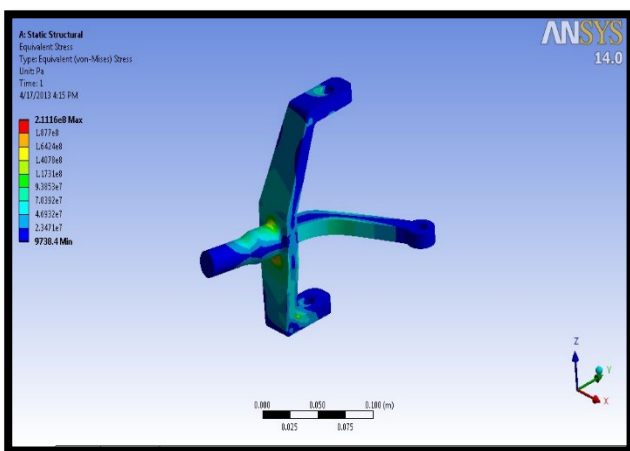 A: Static Structural
Equivalent Stress
Type: Equivalent (von-Mises) Stress
Unit: Pa
Time: 1
4/17/2013 4:15 PM
2.1116e8 Max
1.877e8
1.6424e8
1.4078e8
1.1731e8
9.3853e7
7.0392e7
4.6932e7
2.3471e7
9738.4 Min
ANSYS
14.0
Z
Y
X
0.000 0.050 0.100 (m)
0.025 0.075